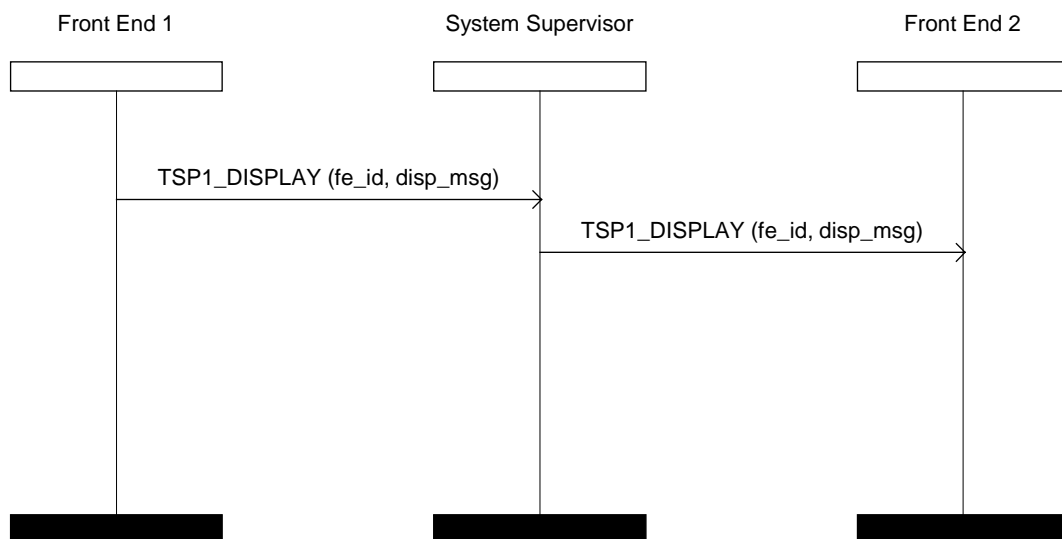 Front End 1
System Supervisor
Front End 2
TSP1_DISPLAY (fe_id, disp_msg)
TSP1_DISPLAY (fe_id, disp_msg)